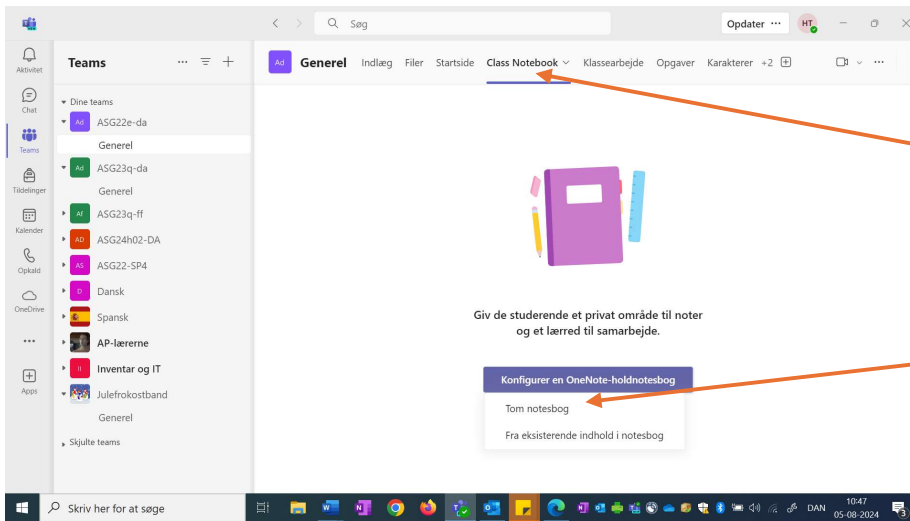 Søg
Opdater ···
HT
Aktivitet
Chat
Teams
Tildelinger
Kalender
Opkald
OneDrive
Apps
Teams
Dine teams
Ad ASG22e-da
Generel
Ad ASG23q-da
Generel
Af ASG23q-ff
AD ASG24h02-DA
AS ASG22-SP4
D Dansk
Spansk
AP-lærerne
II Inventar og IT
Julefrokostband
Generel
Skjulte teams
Ad Generel Indlæg Filer Startside Class Notebook Klassearbejde Opgaver Karakterer +2
Giv de studerende et privat område til noter
og et lærred til samarbejde.
Konfigurer en OneNote-holdnotesbog
Tom notesbog
Fra eksisterende indhold i notesbog
Skriv her for at søge
DAN
10:47
05-08-2024
3